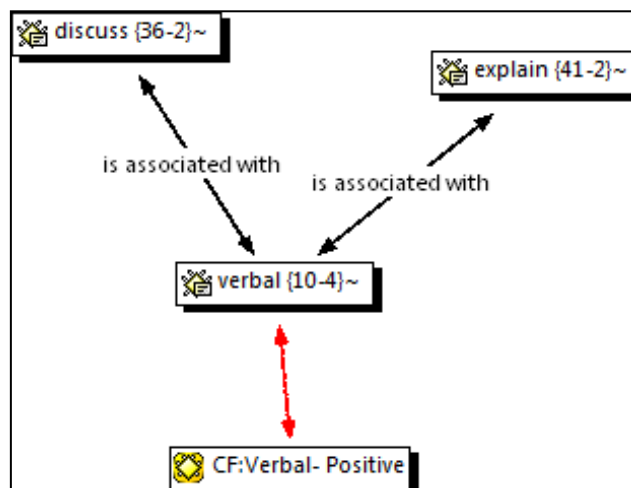 discuss {36-2}~
explain {41-2}~
is associated with
is associated with
verbal {10-4}~
CF:Verbal- Positive